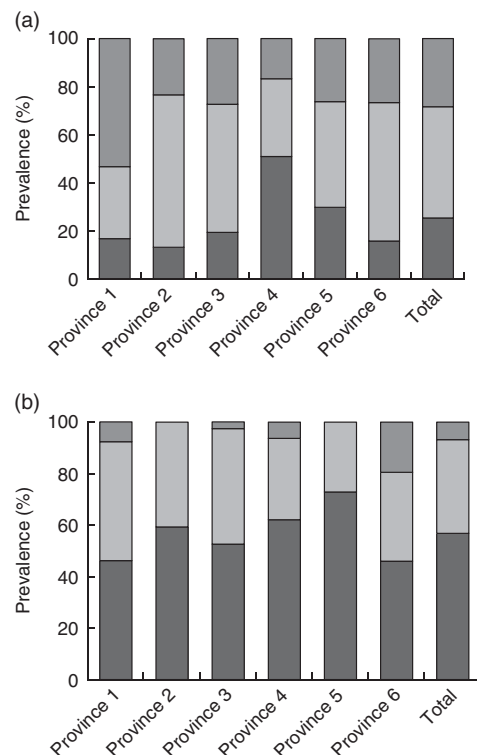 (a)
100
80
60
40
20
0
Prevalence (%)
Province 1
Province 2
Province 3
Province 4
Province 5
Province 6
Total
(b)
100
80
60
40
20
0
Prevalence (%)
Province 1
Province 2
Province 3
Province 4
Province 5
Province 6
Total